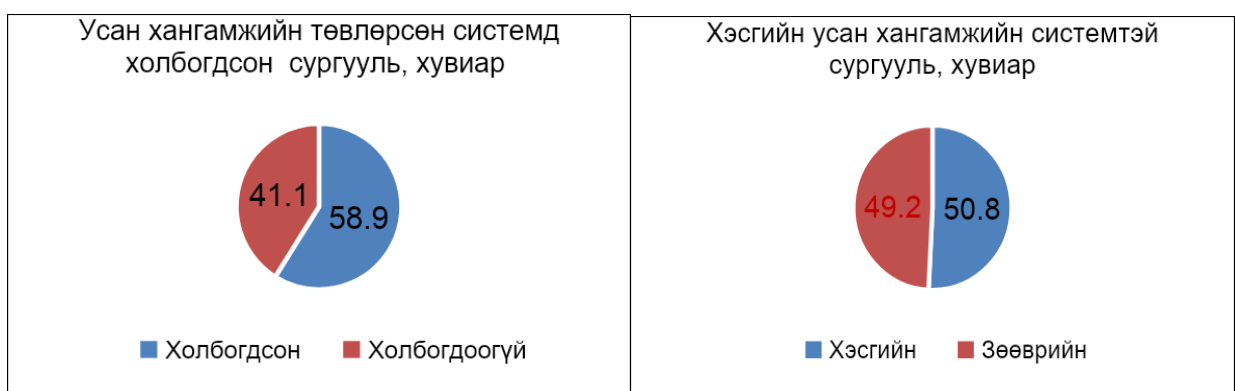 Усан хангамжийн төвлөрсөн системд
холбогдсон сургууль, хувиар
41.1
58.9
Холбогдсон
Холбогдоогүй
Хэсгийн усан хангамжийн системтэй
сургууль, хувиар
49.2
50.8
Хэсгийн
Зөөврийн